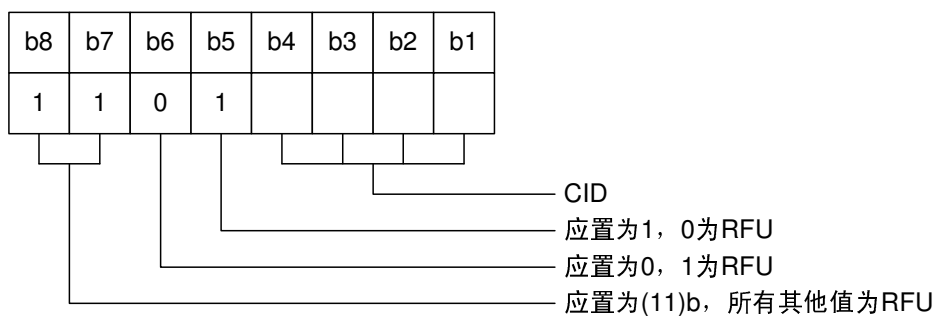 b8 b7 b6 b5 b4 b3 b2 b1
1 1 0 1
CID
应置为1，0为RFU
应置为0，1为RFU
应置为(11)b，所有其他值为RFU